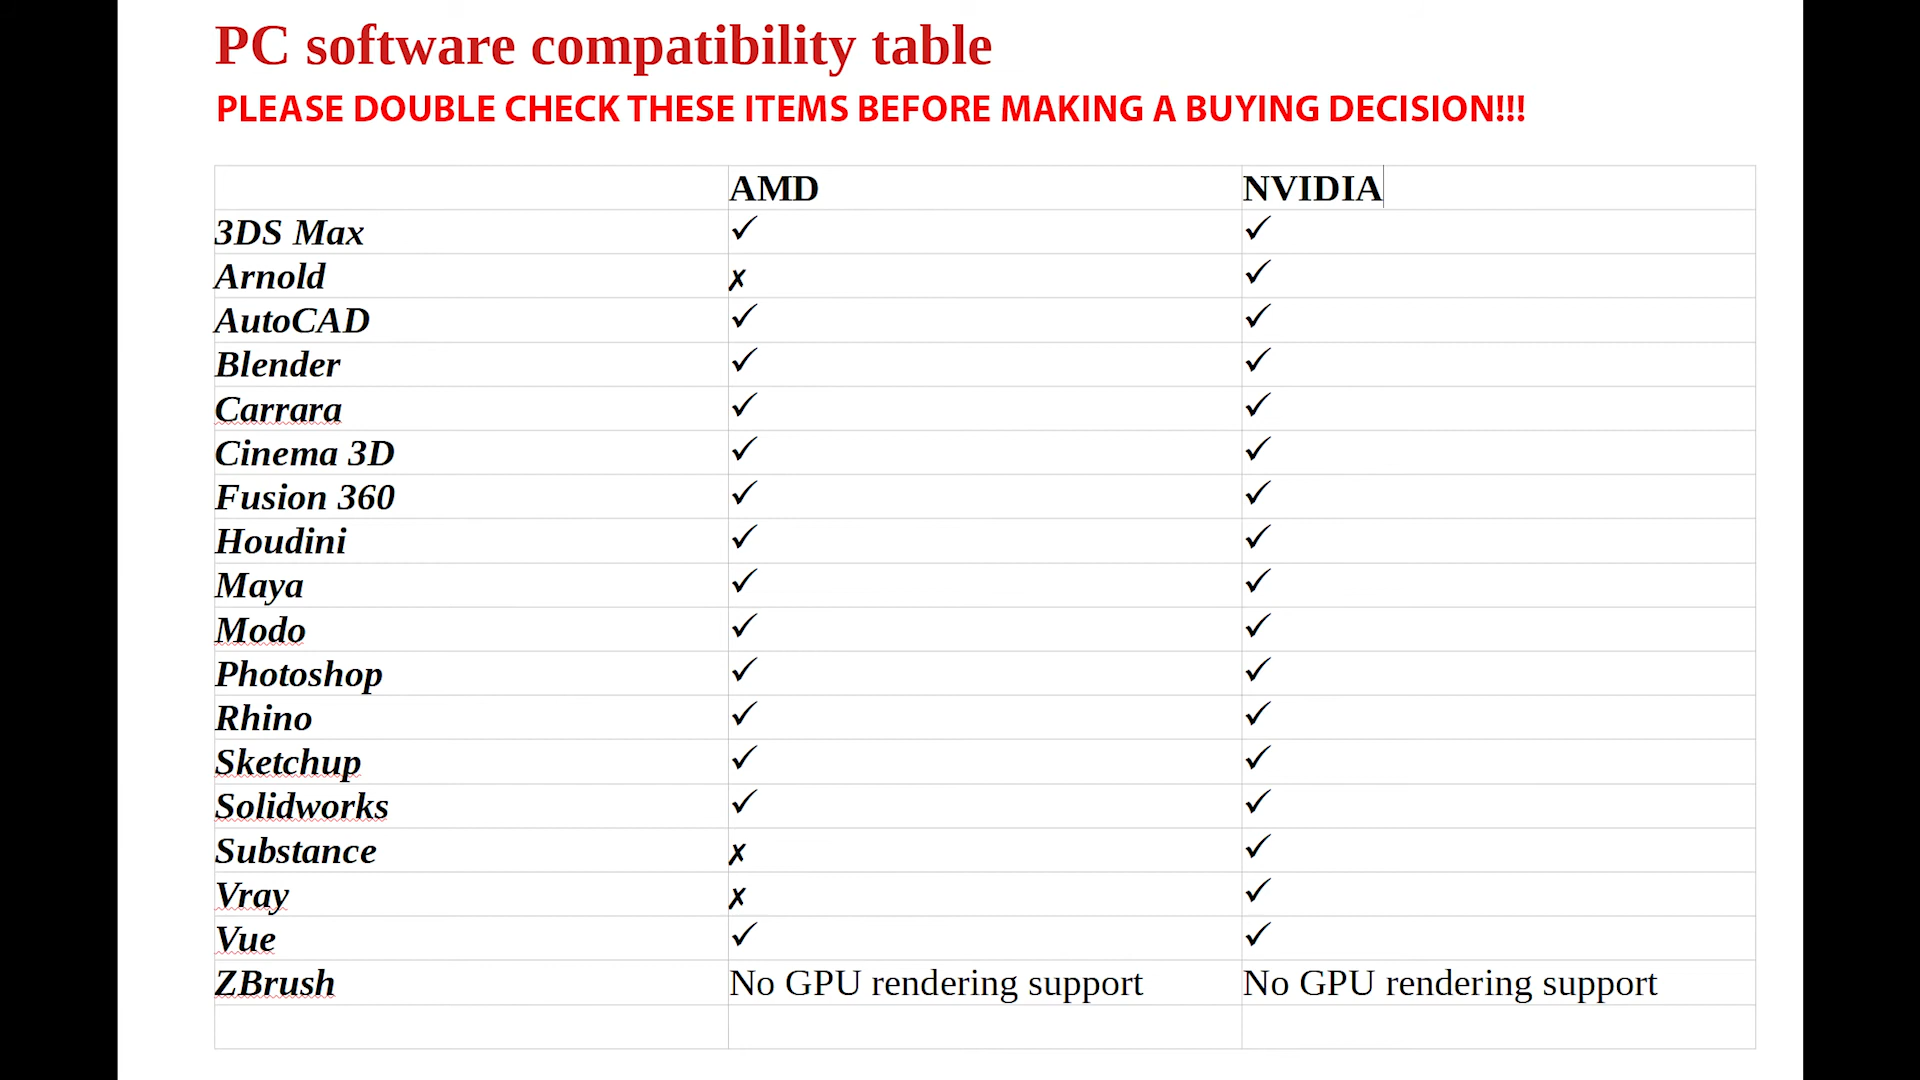 PC software compatibility table
PLEASE DOUBLE CHECK THESE ITEMS BEFORE MAKING A BUYING DECISION!!!
AMD NVIDIA
3DS Max ✓ ✓
Arnold ✗ ✓
AutoCAD ✓ ✓
Blender ✓ ✓
Carrara ✓ ✓
Cinema 3D ✓ ✓
Fusion 360 ✓ ✓
Houdini ✓ ✓
Maya ✓ ✓
Modo ✓ ✓
Photoshop ✓ ✓
Rhino ✓ ✓
Sketchup ✓ ✓
Solidworks ✓ ✓
Substance ✗ ✓
Vray ✗ ✓
Vue ✓ ✓
ZBrush No GPU rendering support No GPU rendering support